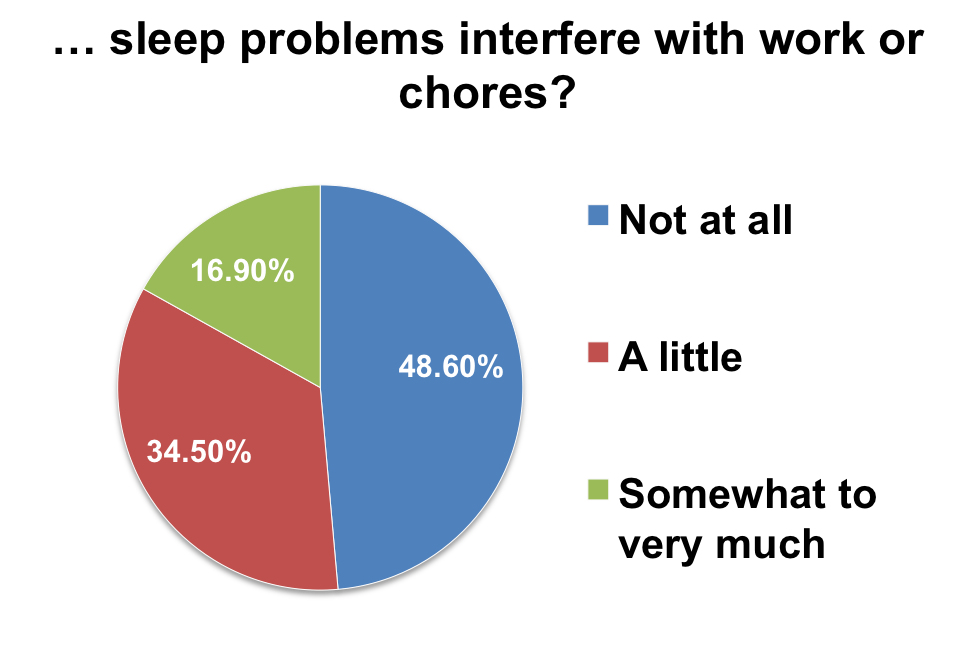 … sleep problems interfere with work or
chores?
Not at all
16.90%
48.60%
A little
34.50%
Somewhat to
very much